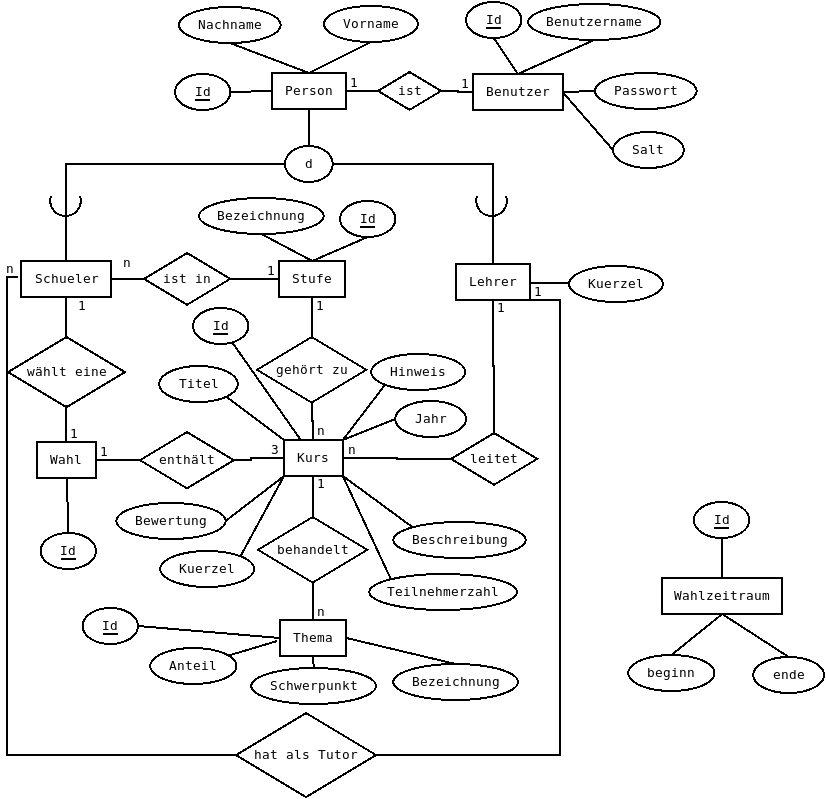 Nachname
Vorname
Id
Benutzername
Id
Person
1
ist
1
Benutzer
Passwort
Salt
d
Bezeichnung
Id
n
Schueler
n
ist in
1
Stufe
Lehrer
1
Kuerzel
1
1
1
Id
wählt eine
gehört zu
Hinweis
Titel
Jahr
1
n
Wahl
1
enthält
3
Kurs
n
leitet
1
Bewertung
Id
Kuerzel
behandelt
Beschreibung
Teilnehmerzahl
Id
Wahlzeitraum
beginn
ende
n
Id
Thema
Anteil
Schwerpunkt
Bezeichnung
hat als Tutor